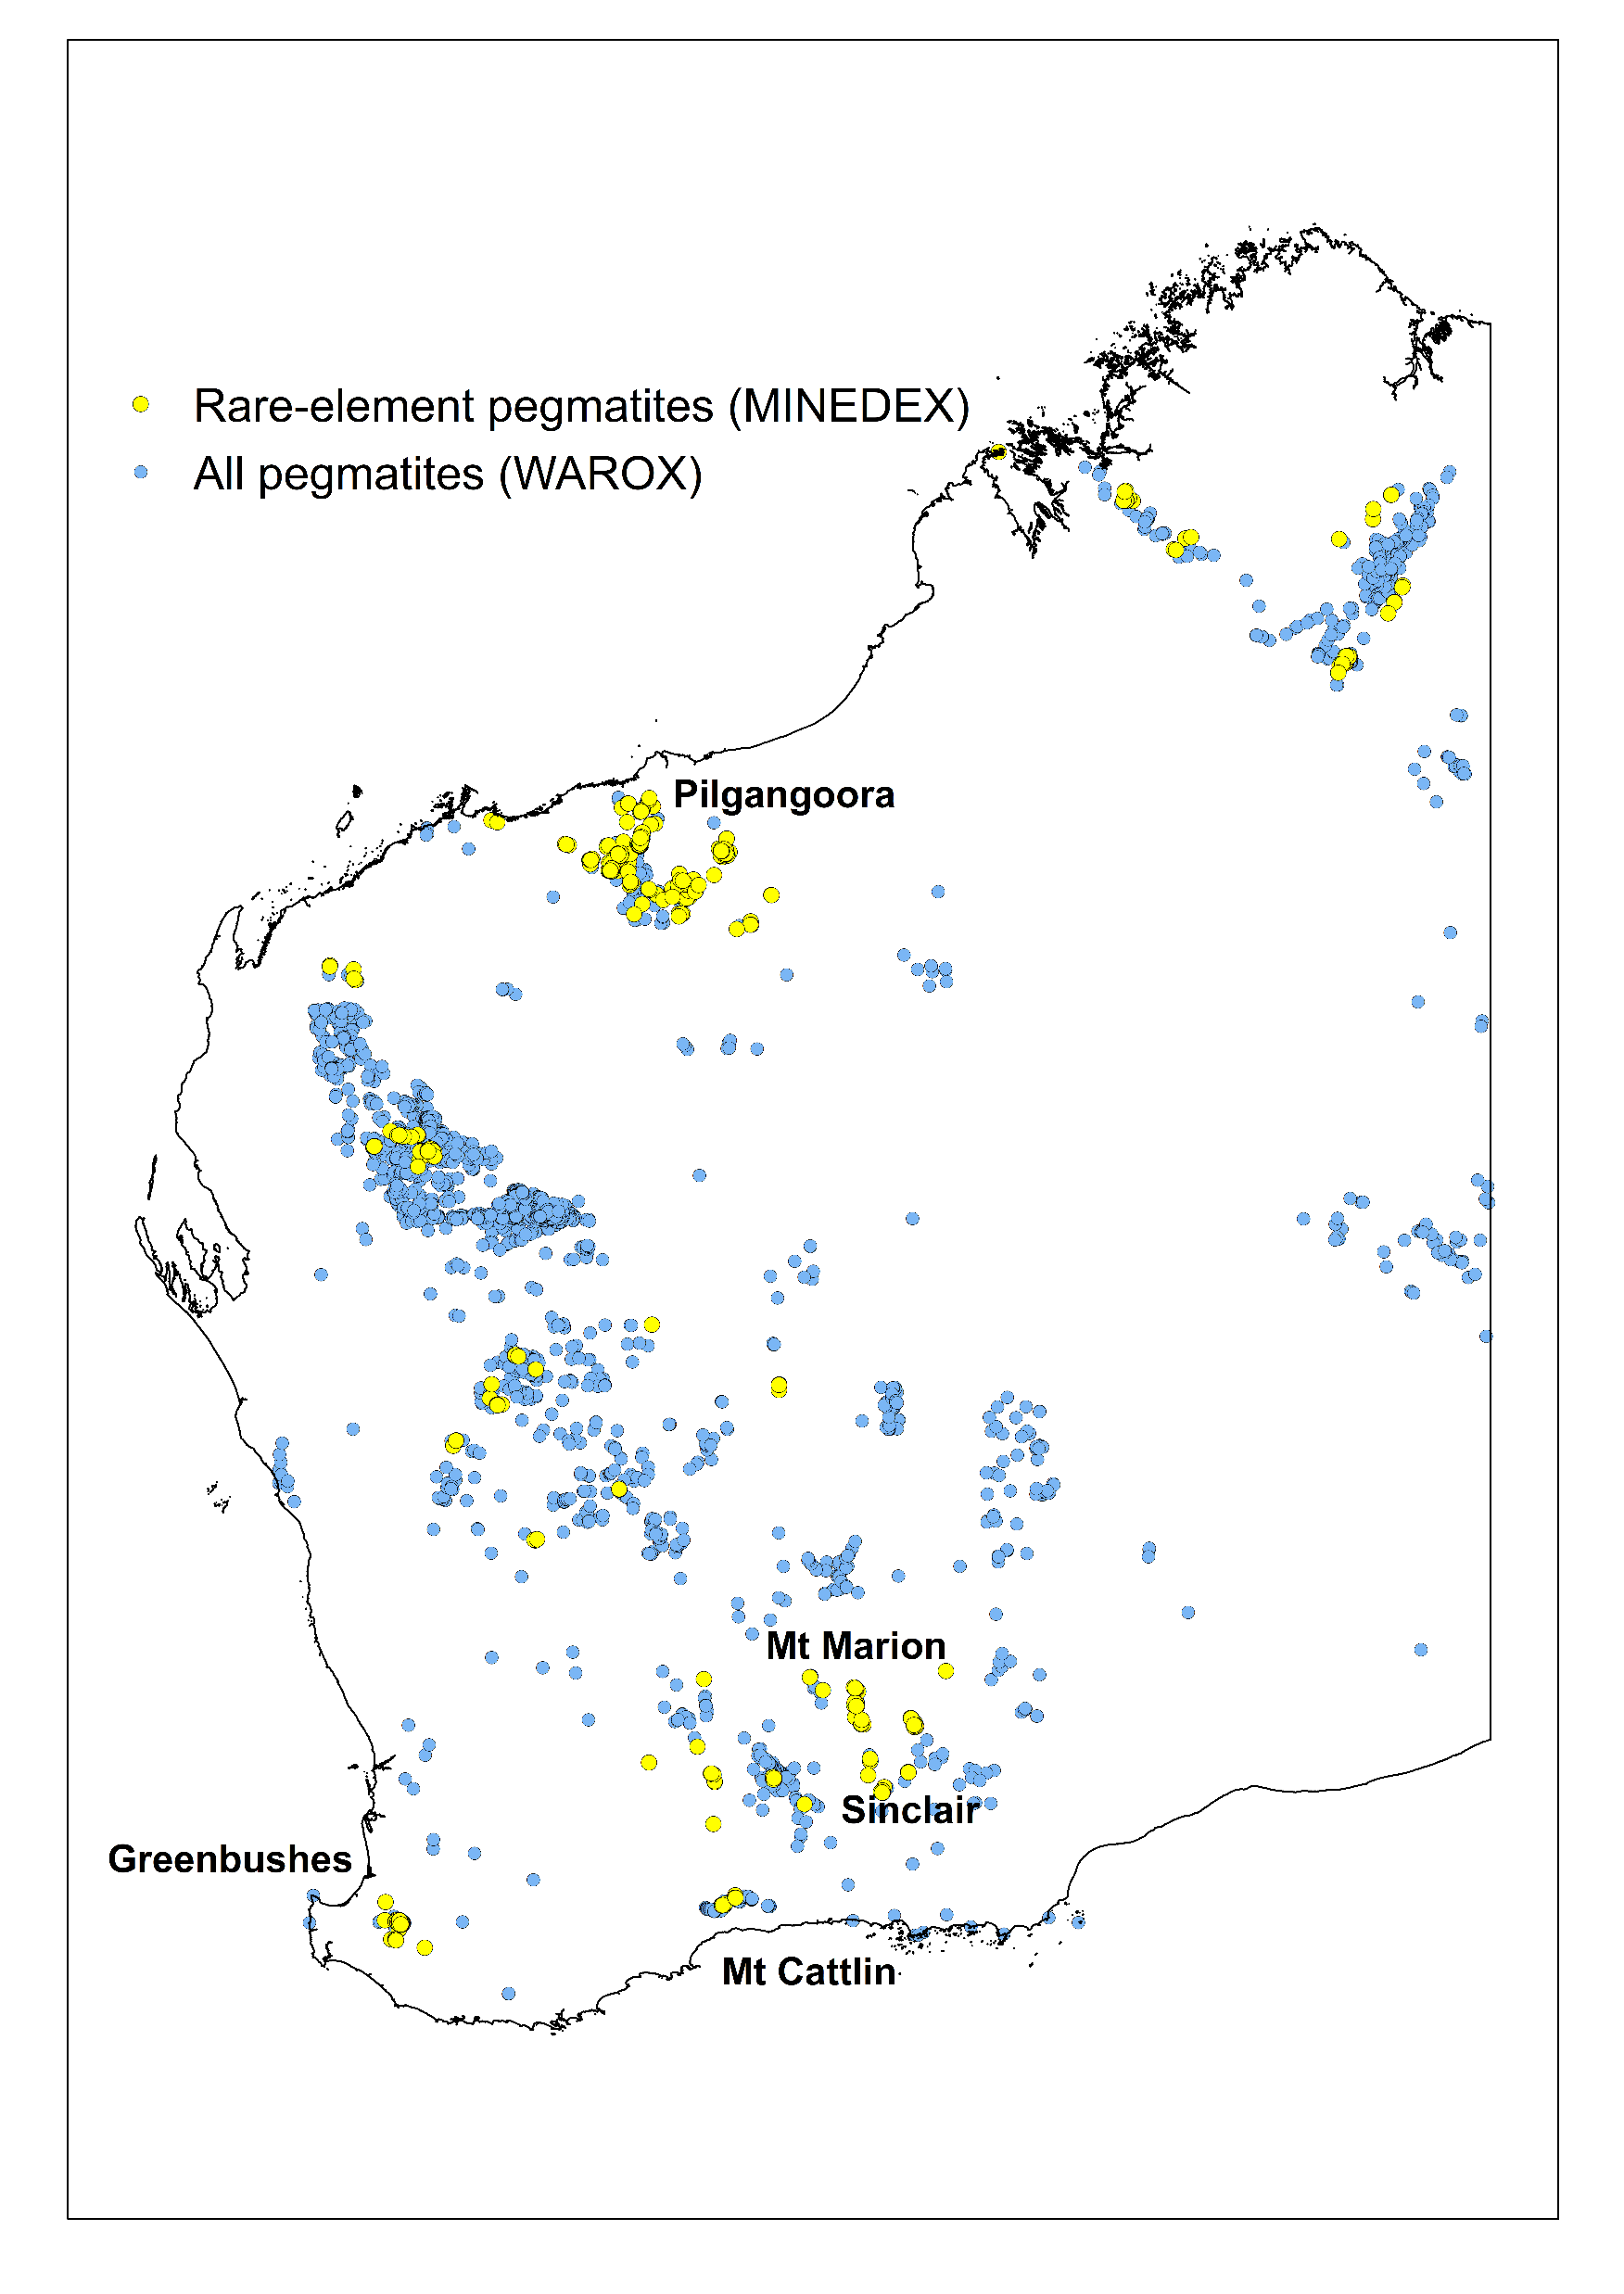 Rare-element pegmatites (MINEDEX)
All pegmatites (WAROX)
Pilgangoora
Mt Marion
Sinclair
Greenbushes
Mt Cattlin